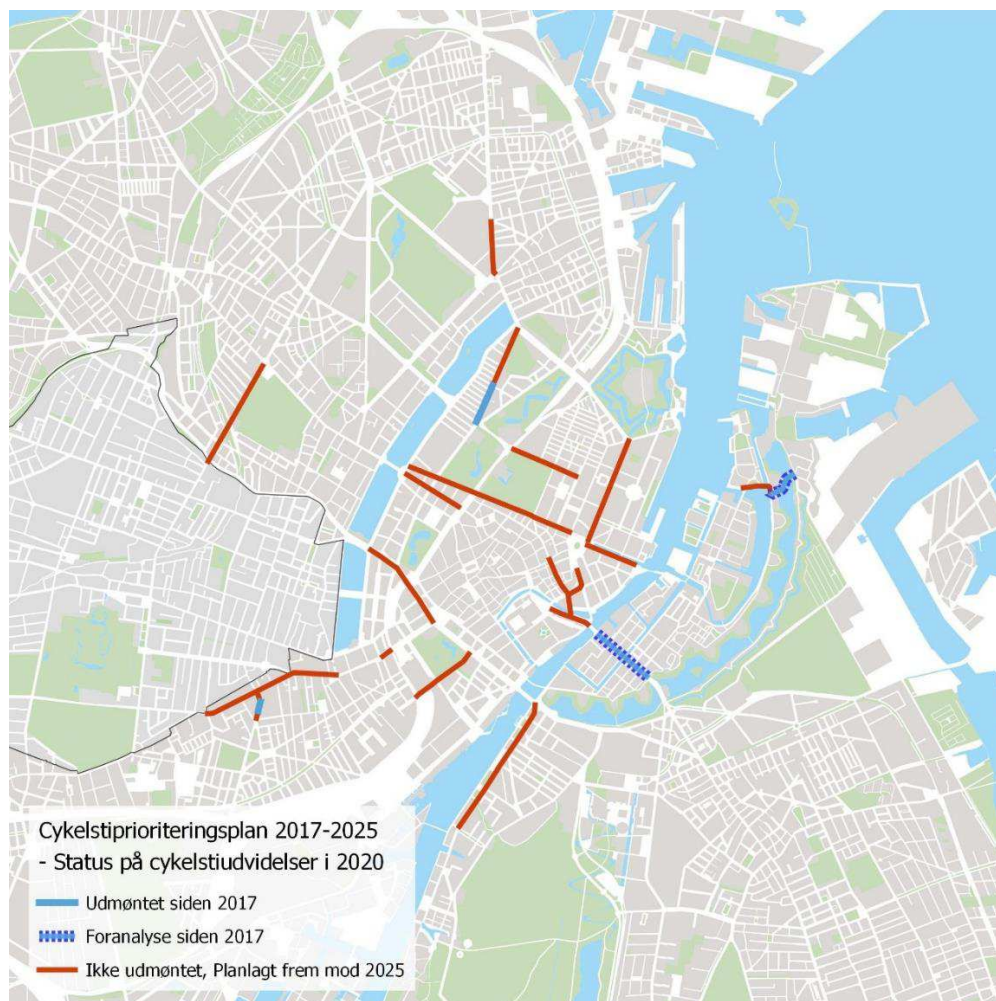 Cykelstiprioriteringsplan 2017-2025
- Status på cykelstiudvidelser i 2020
Udmøntet siden 2017
Foranalyse siden 2017
Ikke udmøntet, Planlagt frem mod 2025